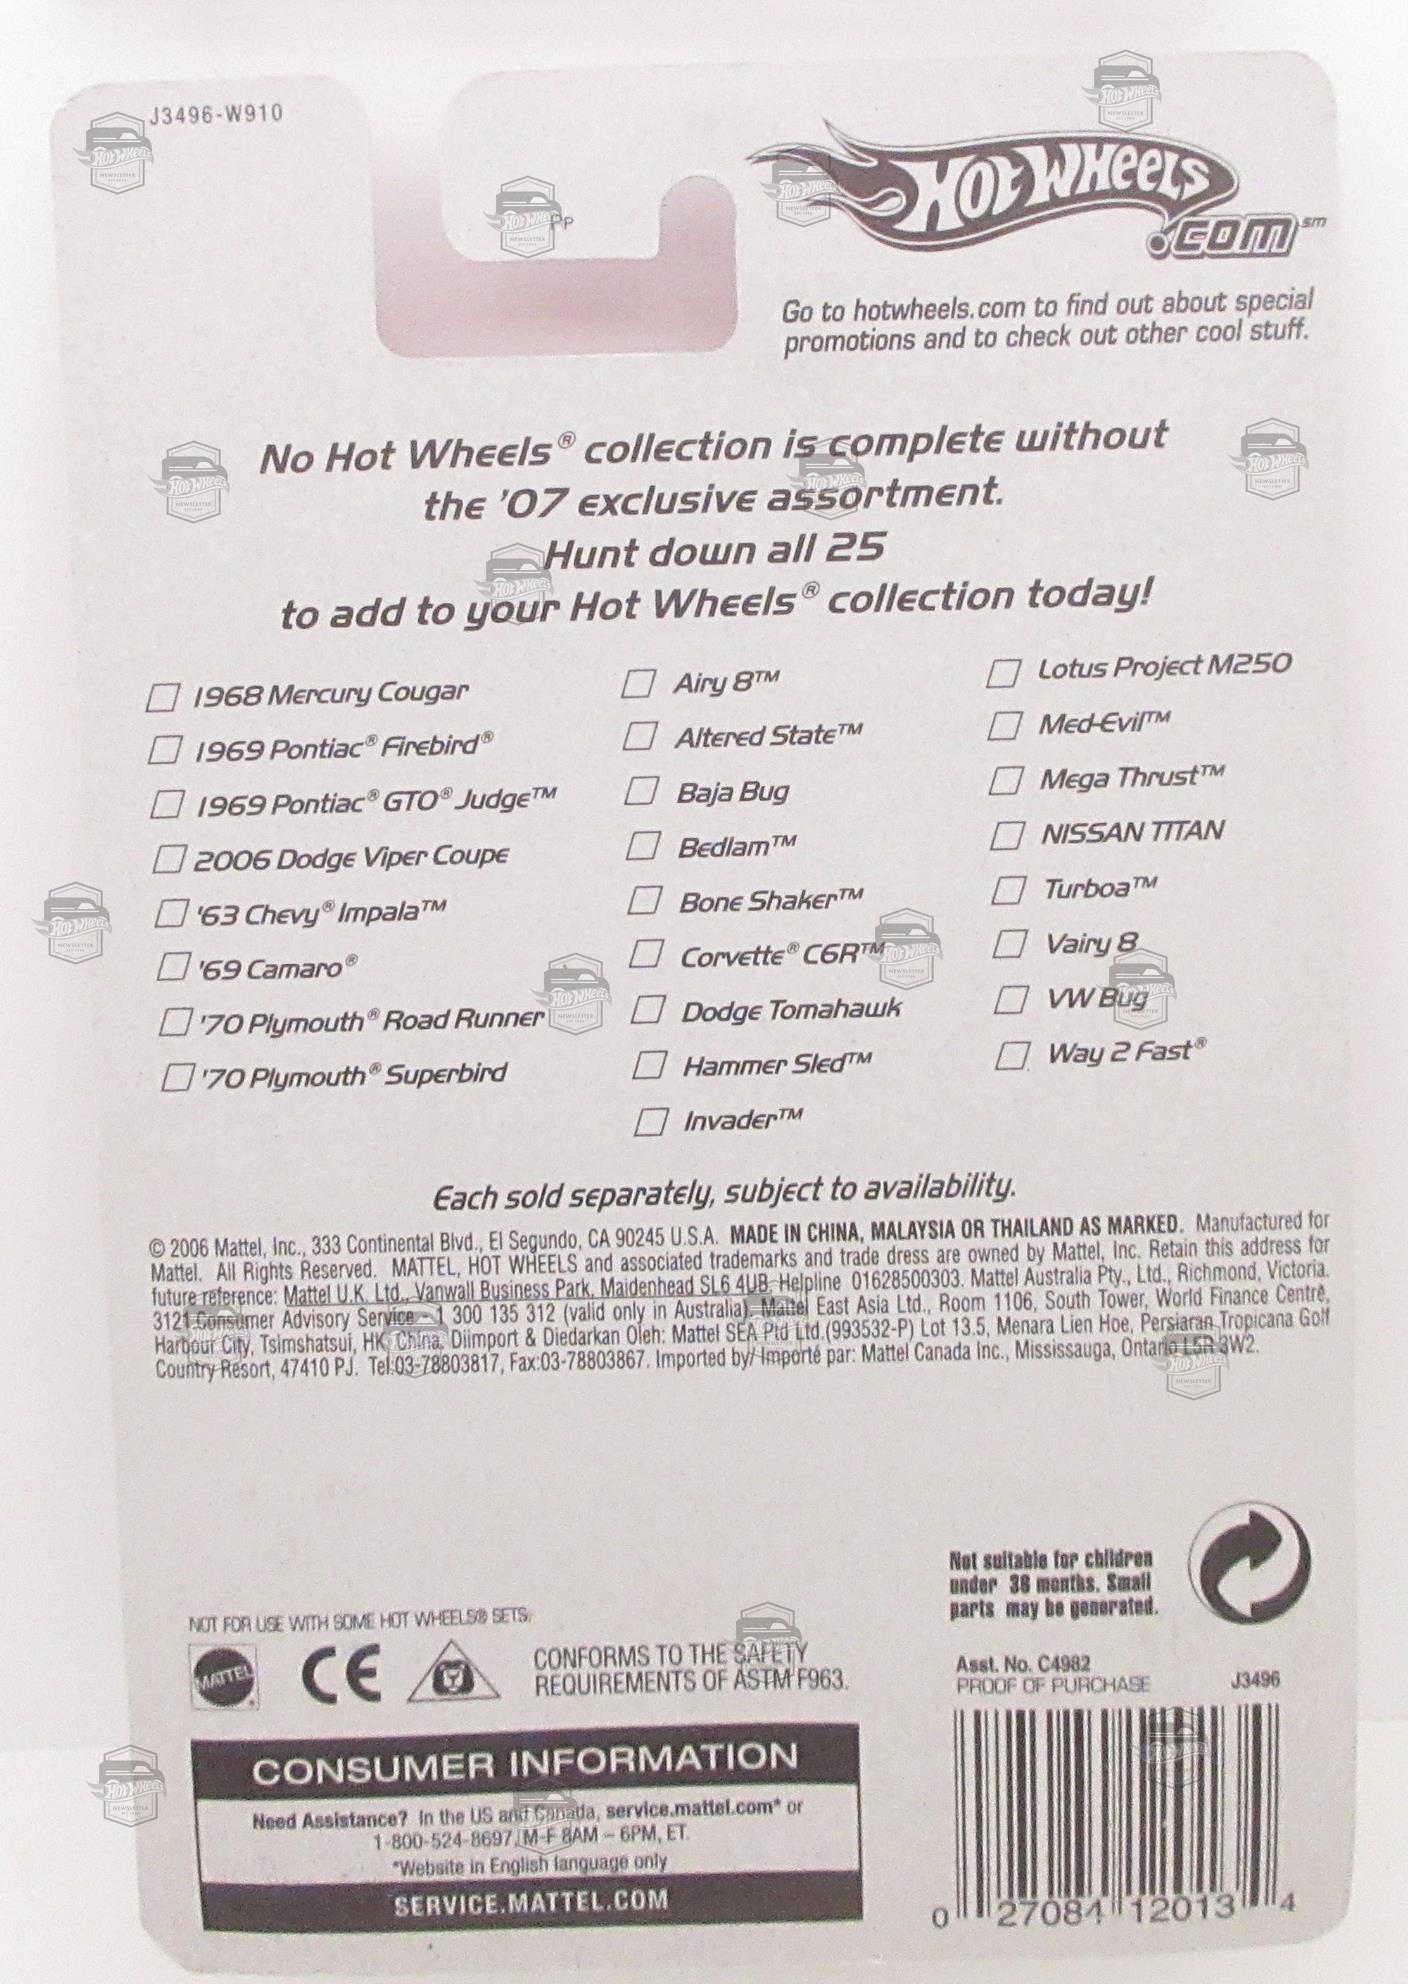 J3496-W910
Pp
HOT WHEELS
.COM℠
Go to hotwheels.com to find out about special
promotions and to check out other cool stuff.
No Hot Wheels® collection is complete without
the '07 exclusive assortment.
Hunt down all 25
to add to your Hot Wheels® collection today!
1968 Mercury Cougar
1969 Pontiac® Firebird®
1969 Pontiac® GTO® Judge™
2006 Dodge Viper Coupe
'63 Chevy® Impala™
'69 Camaro®
'70 Plymouth® Road Runner
'70 Plymouth® Superbird
Airy 8™
Altered State™
Baja Bug
Bedlam™
Bone Shaker™
Corvette® C6R™
Dodge Tomahawk
Hammer Sled™
Invader™
Lotus Project M250
Med-Evil™
Mega Thrust™
NISSAN TITAN
Turboa™
Vairy 8
VW Bug
Way 2 Fast®
Each sold separately, subject to availability.
© 2006 Mattel, Inc., 333 Continental Blvd., El Segundo, CA 90245 U.S.A. MADE IN CHINA, MALAYSIA OR THAILAND AS MARKED. Manufactured for
Mattel. All Rights Reserved. MATTEL, HOT WHEELS and associated trademarks and trade dress are owned by Mattel, Inc. Retain this address for
future reference: Mattel U.K. Ltd., Vanwall Business Park, Maidenhead SL6 4UB. Helpline 01628500303. Mattel Australia Pty., Ltd., Richmond, Victoria.
3121 Consumer Advisory Service - 1 300 135 312 (valid only in Australia). Mattel East Asia Ltd., Room 1106, South Tower, World Finance Centre,
Harbour City, Tsimshatsui, HK, China. Diimport & Diedarkan Oleh: Mattel SEA Ptd Ltd.(993532-P) Lot 13.5, Menara Lien Hoe, Persiaran Tropicana Golf
Country Resort, 47410 PJ. Tel:03-78803817, Fax:03-78803867. Imported by/ Importé par: Mattel Canada Inc., Mississauga, Ontario L5R 3W2.
Not suitable for children
under 36 months. Small
parts may be generated.
NOT FOR USE WITH SOME HOT WHEELS® SETS.
MATTEL
CE
CONFORMS TO THE SAFETY
REQUIREMENTS OF ASTM F963.
Asst. No. C4982
PROOF OF PURCHASE J3496
CONSUMER INFORMATION
Need Assistance? In the US and Canada, service.mattel.com* or
1-800-524-8697, M-F 8AM – 6PM, ET.
*Website in English language only
SERVICE.MATTEL.COM
0 27084 12013 4